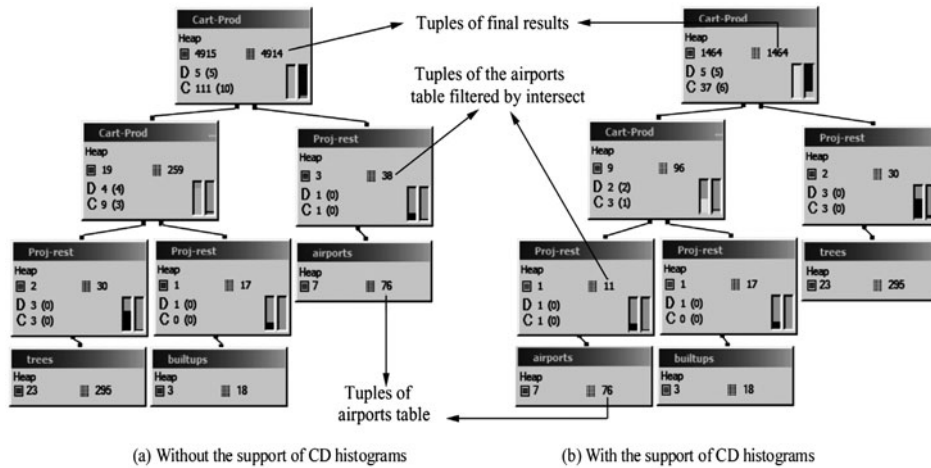 Cart-Prod
Heap
4915 4914
D 5 (5)
C 111 (10)
Tuples of final results
Cart-Prod
Heap
1464 1464
D 5 (5)
C 37 (6)
Tuples of the airports
table filtered by intersect
Cart-Prod
Heap
19 259
D 4 (4)
C 9 (3)
Proj-rest
Heap
3 38
D 1 (0)
C 1 (0)
Cart-Prod ...
Heap
9 96
D 2 (2)
C 3 (1)
Proj-rest
Heap
2 30
D 3 (0)
C 3 (0)
Proj-rest
Heap
2 30
D 3 (0)
C 3 (0)
Proj-rest
Heap
1 17
D 1 (0)
C 0 (0)
airports
Heap
7 76
Proj-rest
Heap
1 11
D 1 (0)
C 1 (0)
Proj-rest
Heap
1 17
D 1 (0)
C 0 (0)
trees
Heap
23 295
trees
Heap
23 295
builtups
Heap
3 18
Tuples of
airports table
airports
Heap
7 76
builtups
Heap
3 18
(a) Without the support of CD histograms
(b) With the support of CD histograms